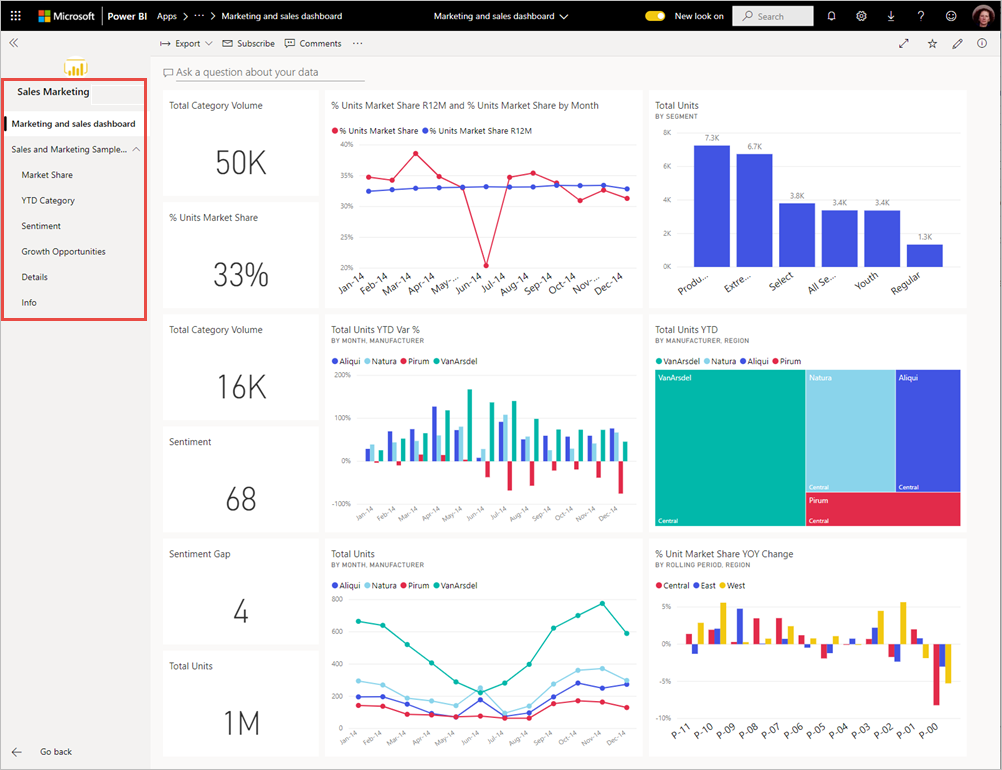 Microsoft Power BI Apps > ··· > Marketing and sales dashboard Marketing and sales dashboard New look on Search
Export Subscribe Comments ···
Sales Marketing
Marketing and sales dashboard
Sales and Marketing Sample...
Market Share
YTD Category
Sentiment
Growth Opportunities
Details
Info
Go back
Ask a question about your data
Total Category Volume
50K
% Units Market Share
33%
Total Category Volume
16K
Sentiment
68
Sentiment Gap
4
Total Units
1M
% Units Market Share R12M and % Units Market Share by Month
% Units Market Share % Units Market Share R12M
40%
35%
30%
25%
20%
Jan-14 Feb-14 Mar-14 Apr-14 May-... Jun-14 Jul-14 Aug-14 Sep-14 Oct-14 Nov-... Dec-14
Total Units
BY SEGMENT
8K
6K
4K
2K
0K
7.3K 6.7K 3.8K 3.4K 3.4K 1.3K
Produ... Extre... Select All Se... Youth Regular
Total Units YTD Var %
BY MONTH, MANUFACTURER
Aliqui Natura Pirum VanArsdel
200%
100%
0%
-100%
Jan-14 Feb-14 Mar-14 Apr-14 May-14 Jun-14 Jul-14 Aug-14 Sep-14 Oct-14 Nov-14 Dec-14
Total Units YTD
BY MANUFACTURER, REGION
VanArsdel Natura Aliqui Pirum
VanArsdel Natura Aliqui
Central Central
Pirum
Central Central
Total Units
BY MONTH, MANUFACTURER
Aliqui Natura Pirum VanArsdel
800
600
400
200
0
Jan-14 Feb-14 Mar-14 Apr-14 May-14 Jun-14 Jul-14 Aug-14 Sep-14 Oct-14 Nov-14 Dec-14
% Unit Market Share YOY Change
BY ROLLING PERIOD, REGION
Central East West
5%
0%
-5%
-10%
P-11 P-10 P-09 P-08 P-07 P-06 P-05 P-04 P-03 P-02 P-01 P-00